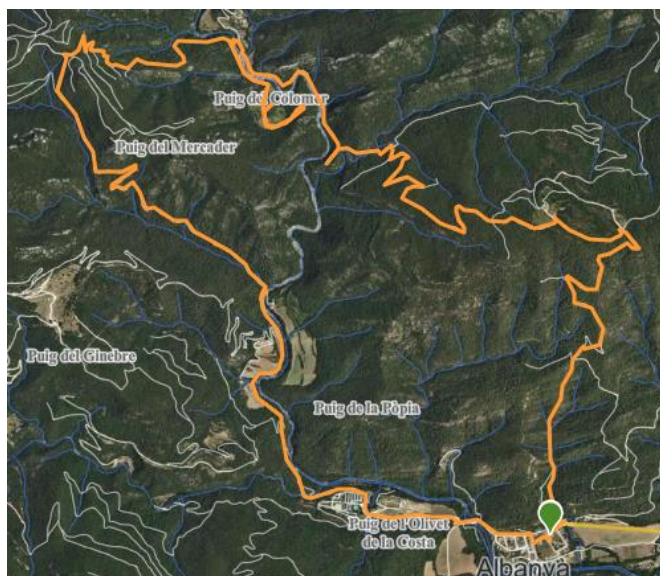 Puig del Colomer
Puig del Mercader
Puig del Ginebre
Puig de la Pòpia
Puig de l'Olivet
de la Costa
Albanyà